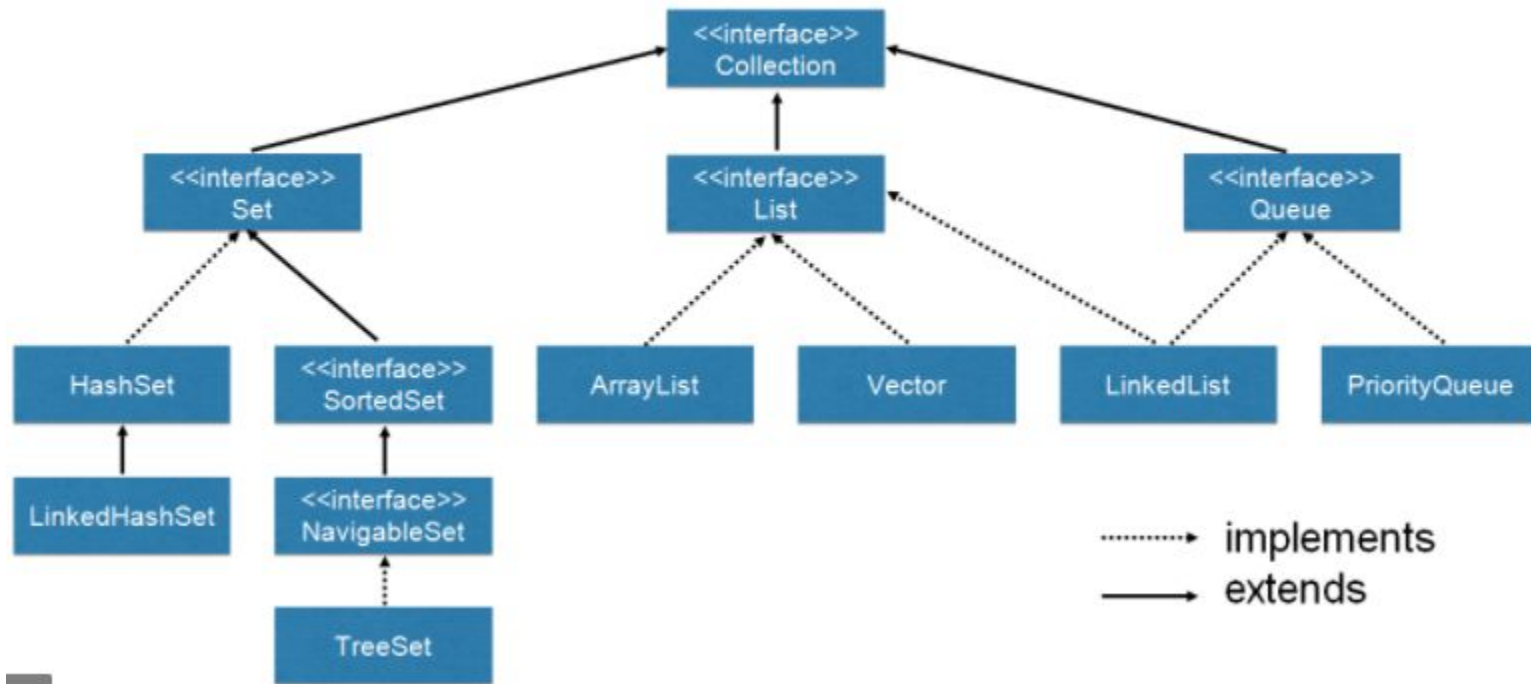 <<interface>>
Collection
<<interface>>
Set
<<interface>>
List
<<interface>>
Queue
HashSet
<<interface>>
SortedSet
ArrayList
Vector
LinkedList
PriorityQueue
LinkedHashSet
<<interface>>
NavigableSet
TreeSet
implements
extends